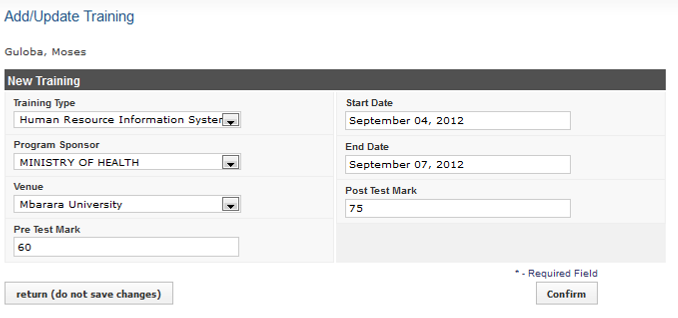 Add/Update Training
Guloba, Moses
New Training
Training Type
Human Resource Information System
Program Sponsor
MINISTRY OF HEALTH
Venue
Mbarara University
Pre Test Mark
60
Start Date
September 04, 2012
End Date
September 07, 2012
Post Test Mark
75
* - Required Field
return (do not save changes)
Confirm